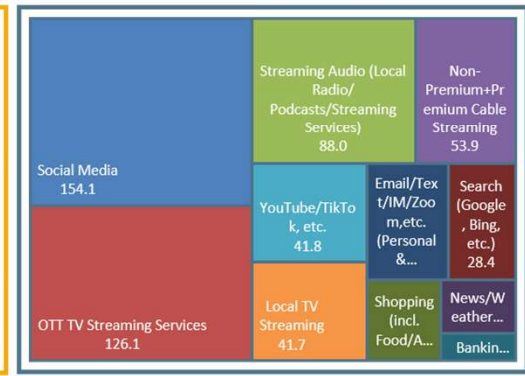 Social Media
154.1
OTT TV Streaming Services
126.1
Streaming Audio (Local
Radio/
Podcasts/Streaming
Services)
88.0
Non-
Premium+Pr
emium Cable
Streaming
53.9
YouTube/TikTo
k, etc.
41.8
Local TV
Streaming
41.7
Email/Tex
t/IM/Zoo
m,etc.
(Personal
&...
Search
(Google
, Bing,
etc.)
28.4
Shopping
(incl.
Food/A...
News/W
eather...
Bankin...